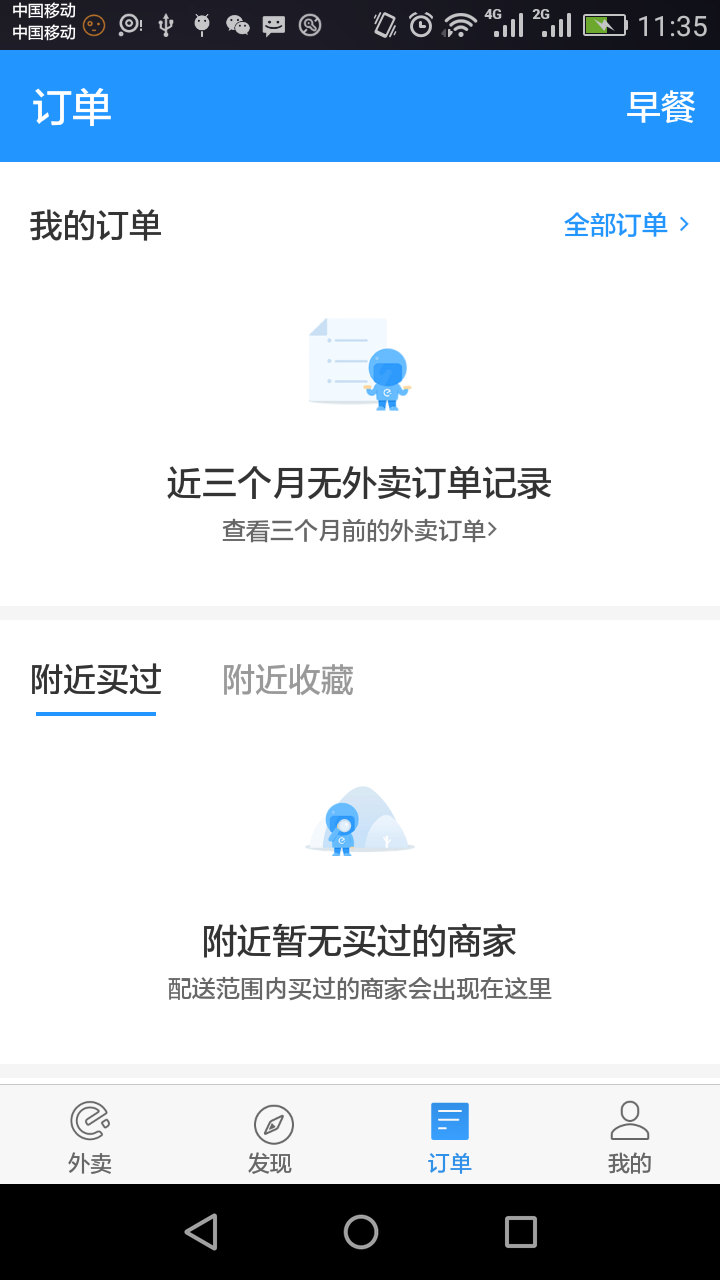 中国移动
中国移动
4G
2G
11:35
订单
早餐
我的订单
全部订单
近三个月无外卖订单记录
查看三个月前的外卖订单
附近买过
附近收藏
附近暂无买过的商家
配送范围内买过的商家会出现在这里
外卖
发现
订单
我的